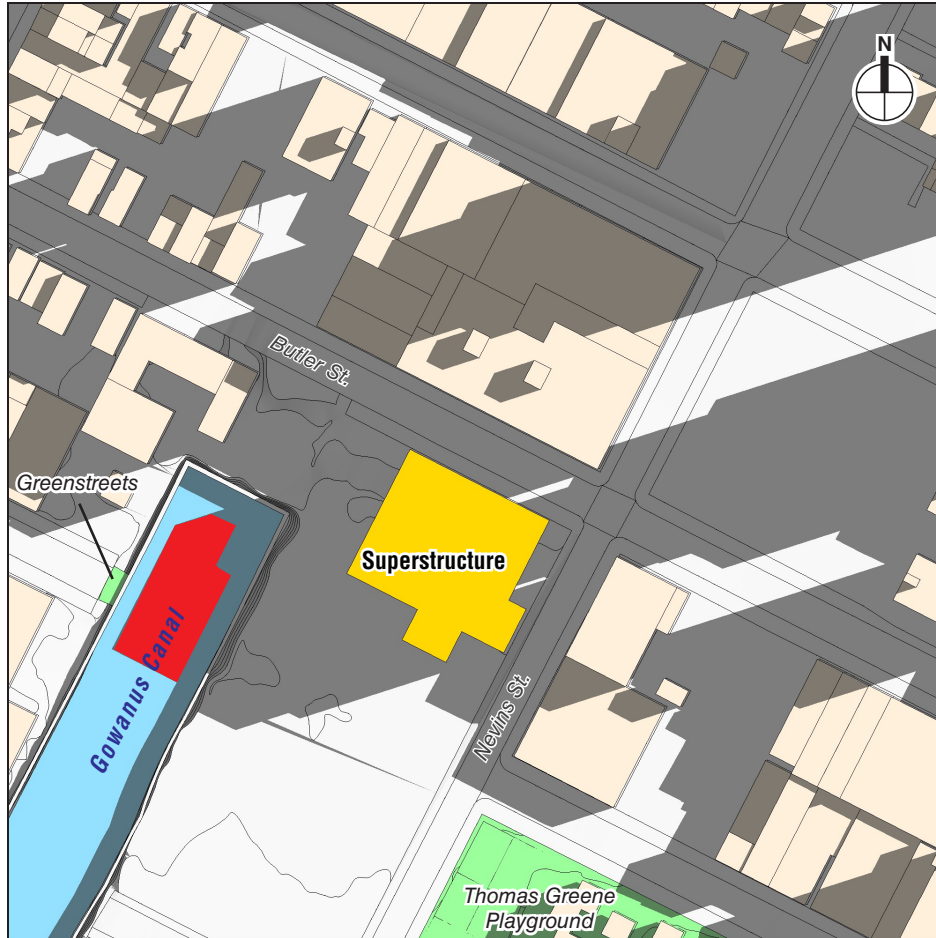 N
Butler St.
Greenstreets
Superstructure
Gowanus Canal
Nevins St.
Thomas Greene
Playground